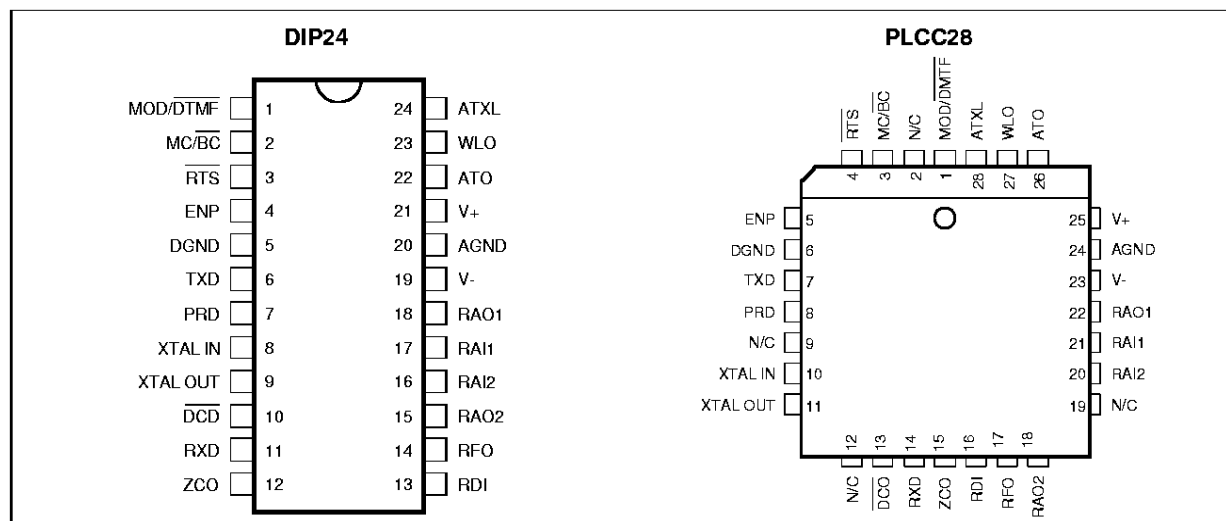 DIP24
MOD/DTMF 1 24 ATXL
MC/BC 2 23 WLO
RTS 3 22 ATO
ENP 4 21 V+
DGND 5 20 AGND
TXD 6 19 V-
PRD 7 18 RAO1
XTAL IN 8 17 RAI1
XTAL OUT 9 16 RAI2
DCD 10 15 RAO2
RXD 11 14 RFO
ZCO 12 13 RDI
PLCC28
RTS MC/BC N/C MOD/DMTF ATXL WLO ATO
4 3 2 1 28 27 26
ENP 5 25 V+
DGND 6 24 AGND
TXD 7 23 V-
PRD 8 22 RAO1
N/C 9 21 RAI1
XTAL IN 10 20 RAI2
XTAL OUT 11 19 N/C
12 13 14 15 16 17 18
N/C DCO RXD ZCO RDI RFO RAO2